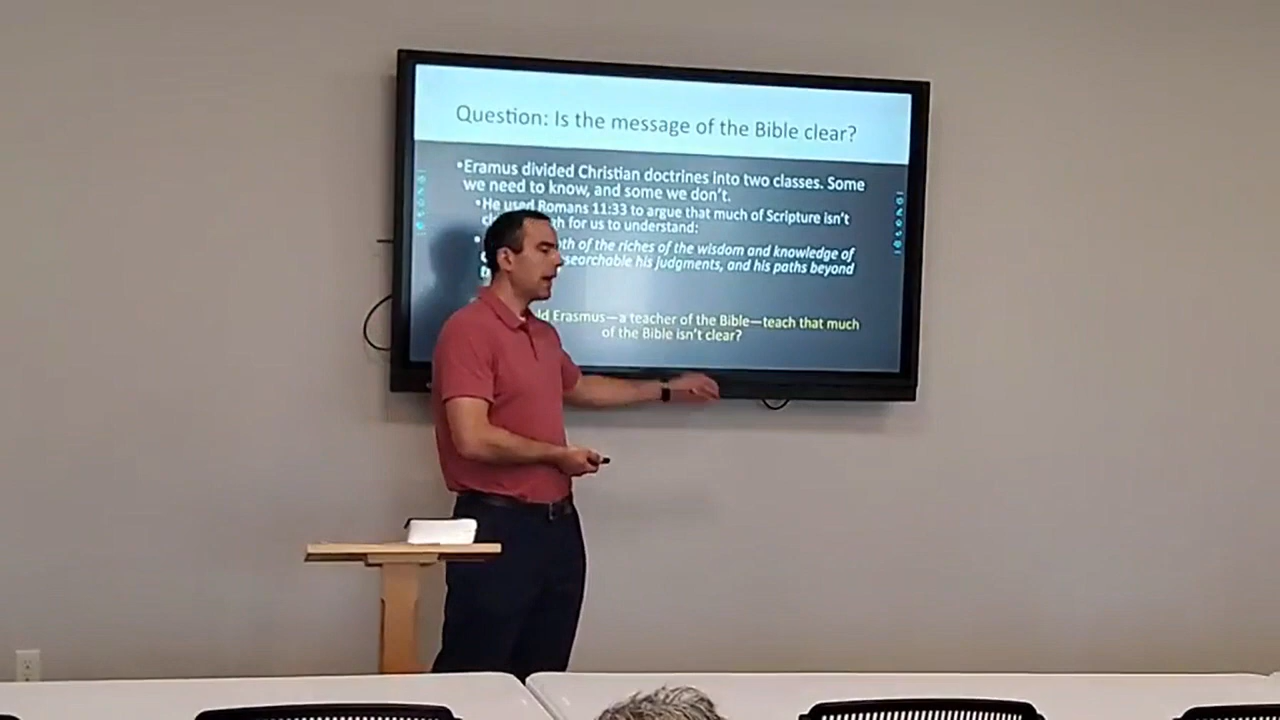 Question: Is the message of the Bible clear?
•Eramus divided Christian doctrines into two classes. Some
we need to know, and some we don't.
•He used Romans 11:33 to argue that much of Scripture isn't
for us to understand:
of the riches of the wisdom and knowledge of
his judgments, and his paths beyond
Erasmus—a teacher of the Bible—teach that much
of the Bible isn't clear?